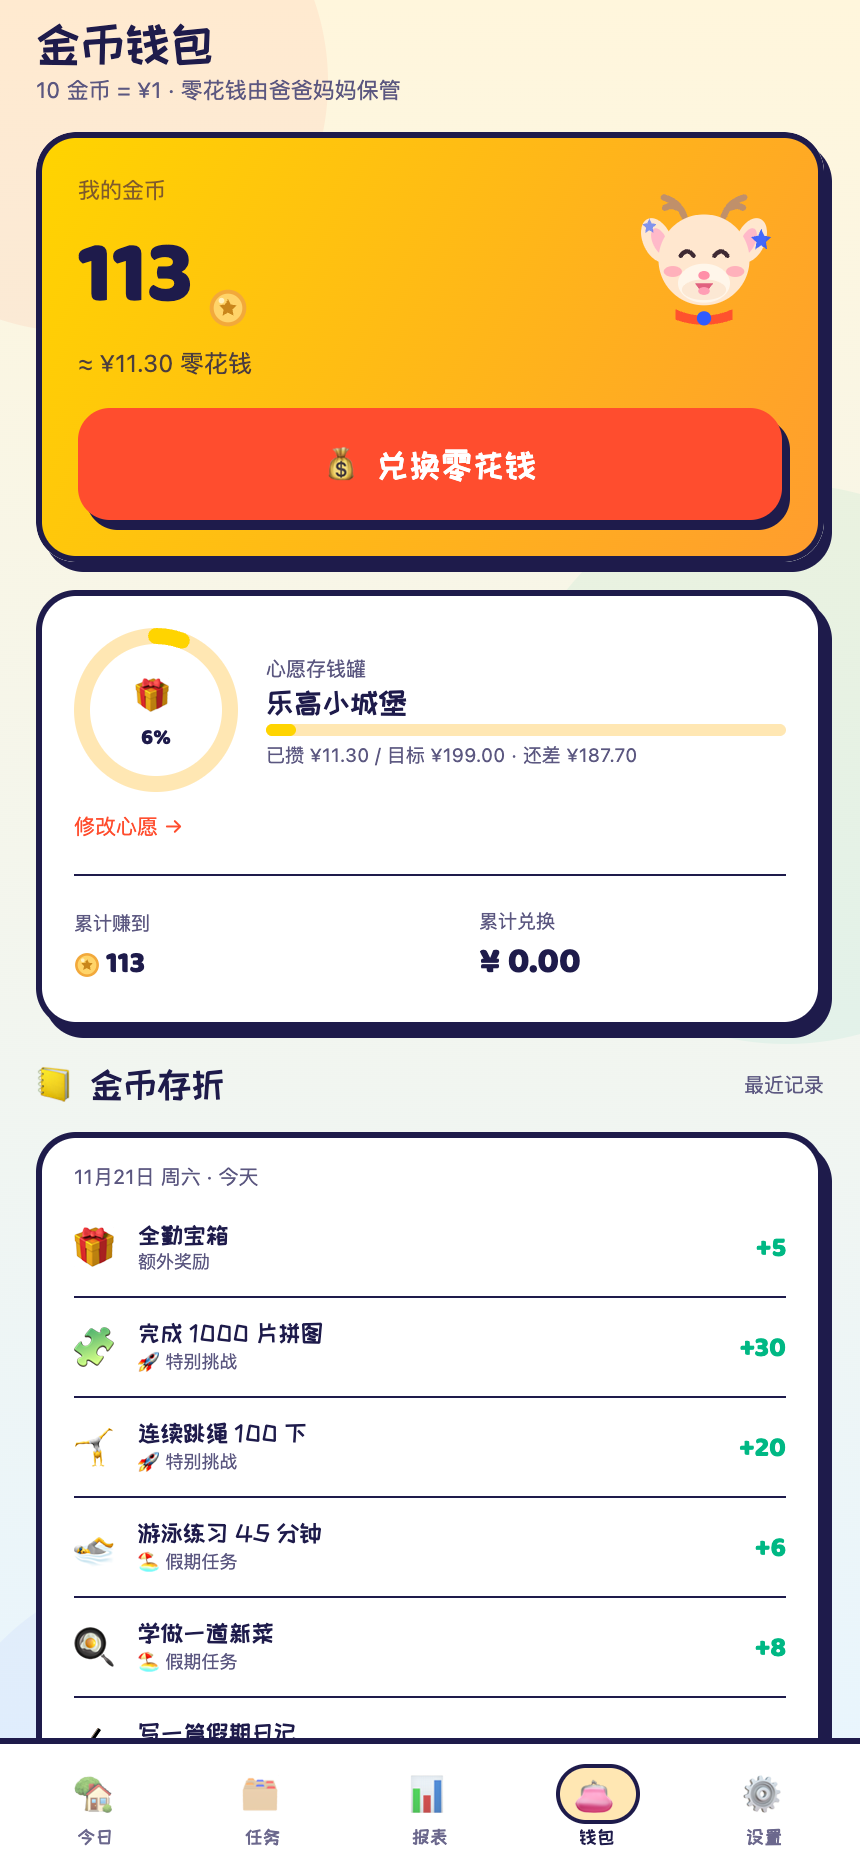 金币钱包
10 金币 = ¥1 · 零花钱由爸爸妈妈保管
我的金币
113
≈ ¥11.30 零花钱
兑换零花钱
6%
心愿存钱罐
乐高小城堡
已攒 ¥11.30 / 目标 ¥199.00 · 还差 ¥187.70
修改心愿 →
累计赚到
113
累计兑换
¥ 0.00
金币存折
最近记录
11月21日 周六 · 今天
全勤宝箱
额外奖励
+5
完成 1000 片拼图
特别挑战
+30
连续跳绳 100 下
特别挑战
+20
游泳练习 45 分钟
假期任务
+6
学做一道新菜
假期任务
+8
写一篇假期日记
今日
任务
报表
钱包
设置